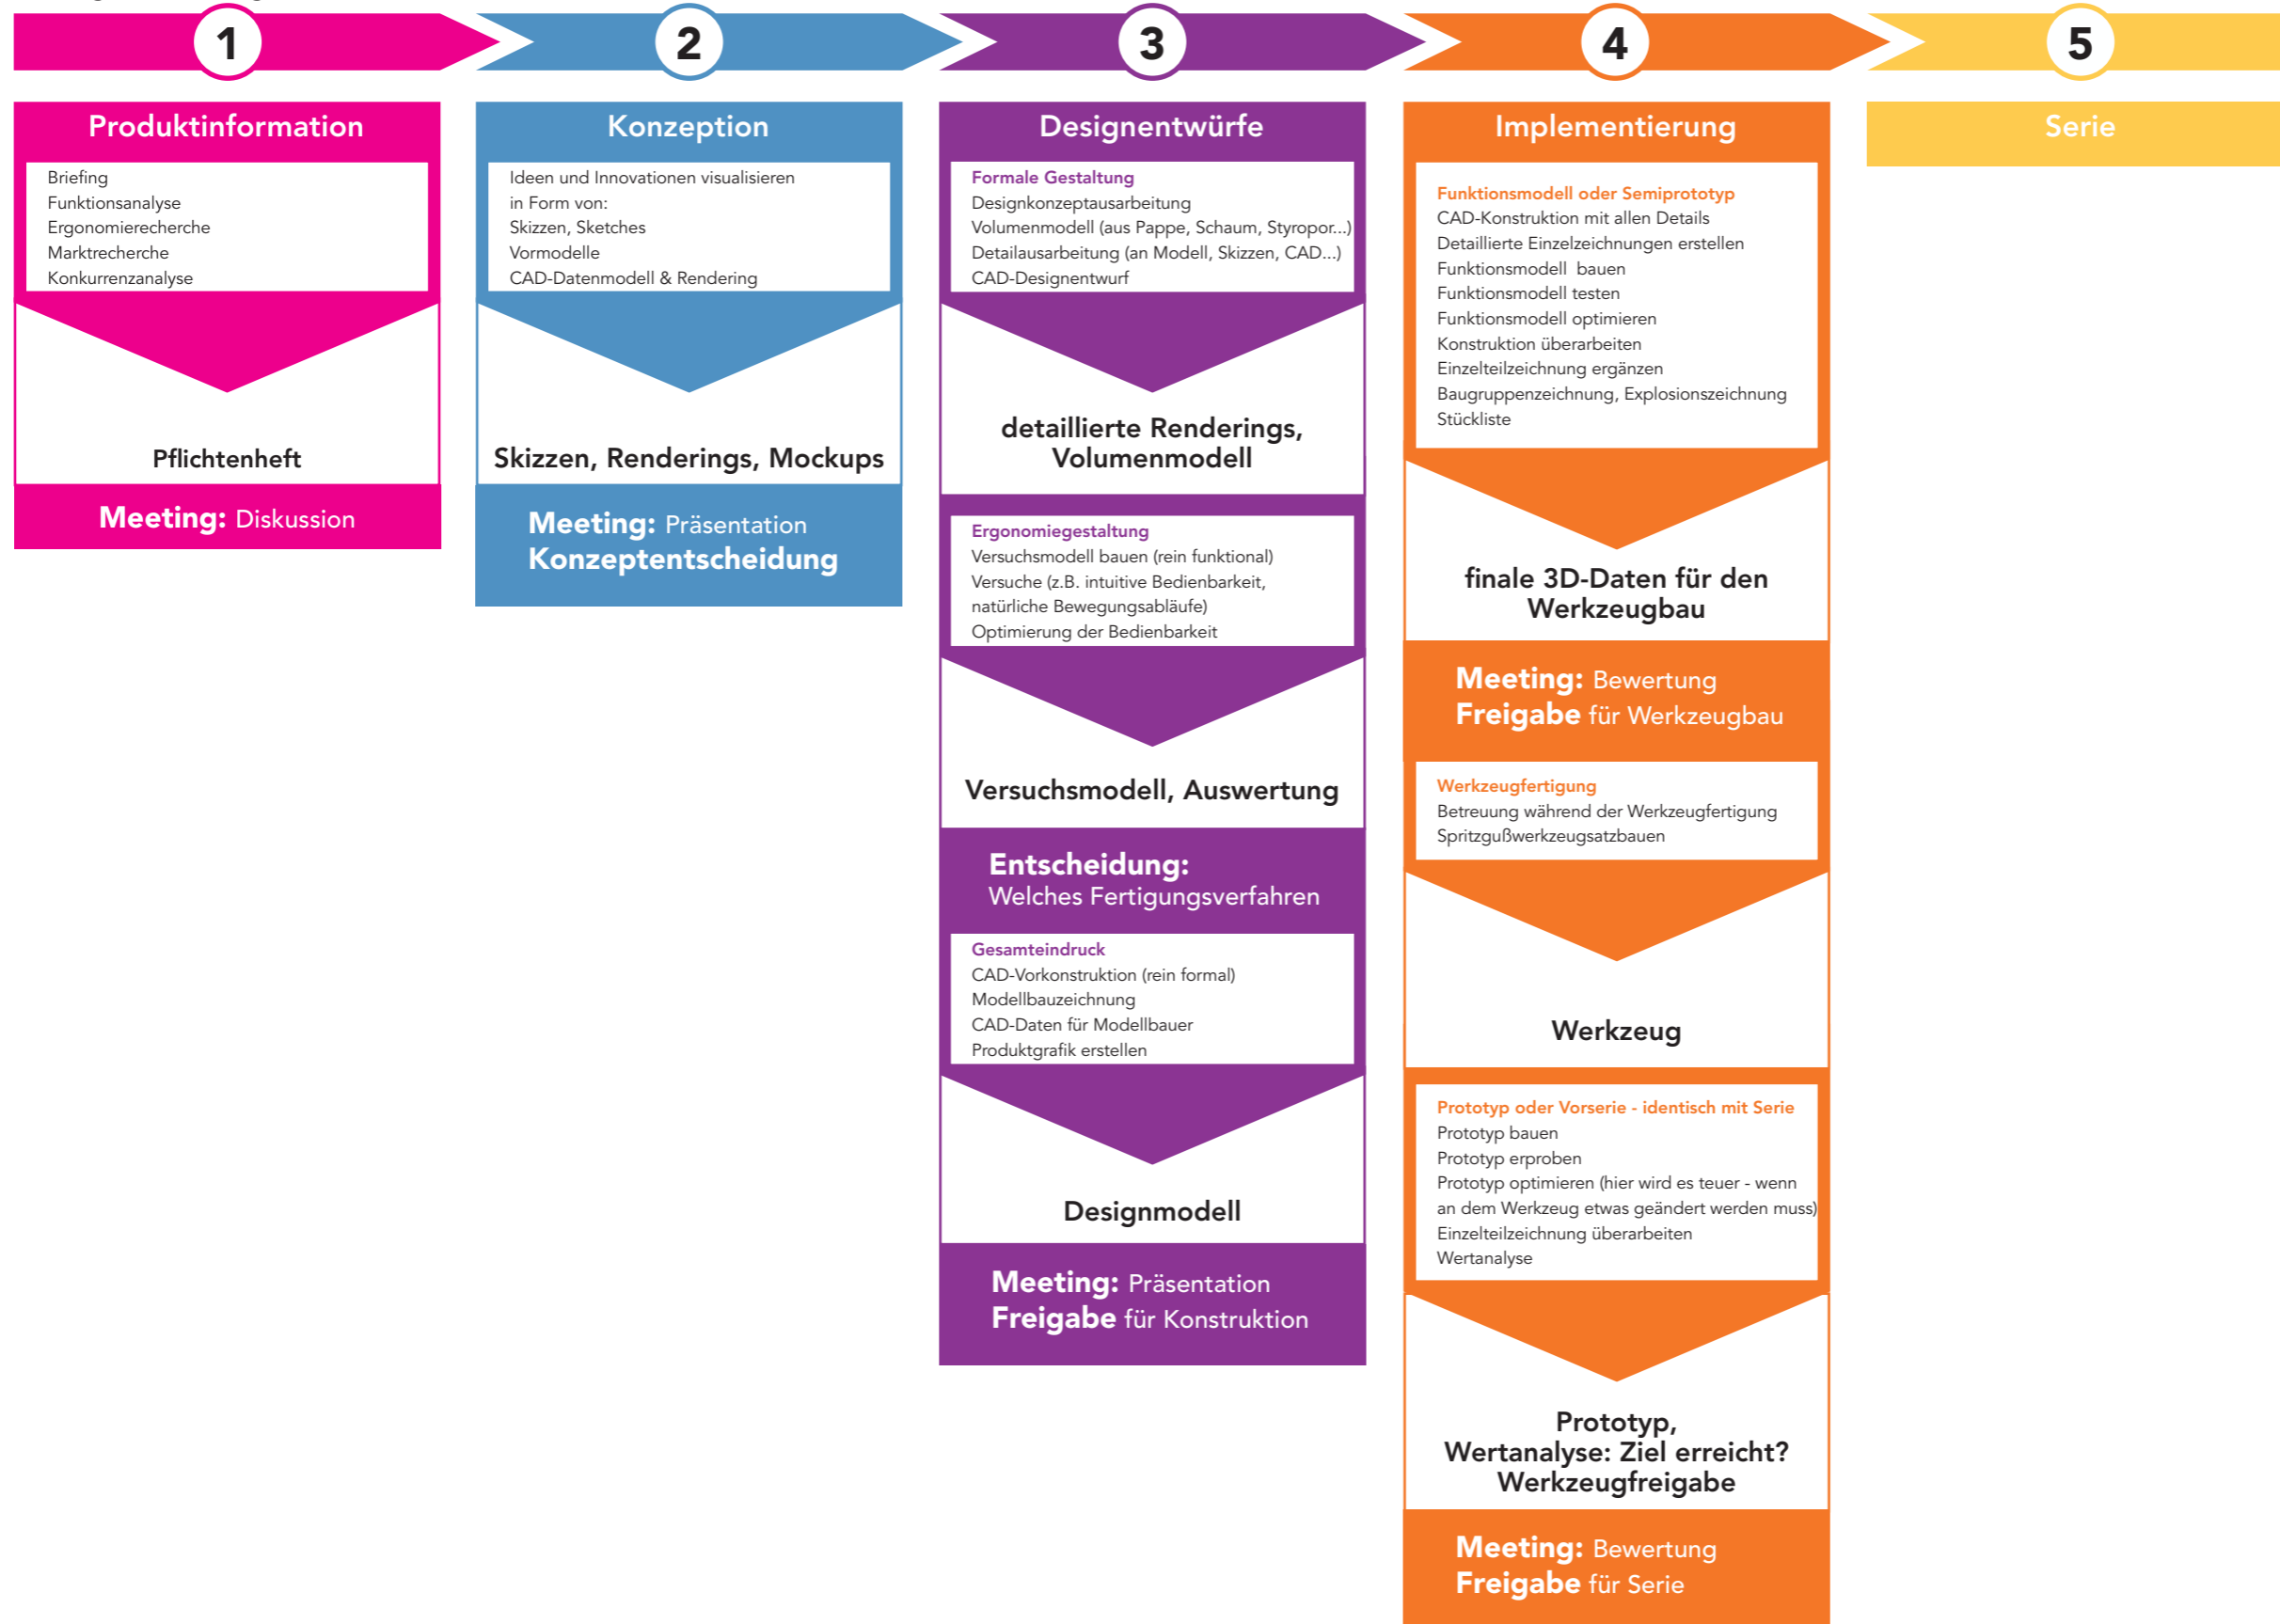 1
2
3
4
5
Produktinformation
Briefing
Funktionsanalyse
Ergonomierecherche
Marktrecherche
Konkurrenzanalyse
Pflichtenheft
Meeting: Diskussion
Konzeption
Ideen und Innovationen visualisieren
in Form von:
Skizzen, Sketches
Vormodelle
CAD-Datenmodell & Rendering
Skizzen, Renderings, Mockups
Meeting: Präsentation
Konzeptentscheidung
Designentwürfe
Formale Gestaltung
Designkonzeptausarbeitung
Volumenmodell (aus Pappe, Schaum, Styropor...)
Detailausarbeitung (an Modell, Skizzen, CAD...)
CAD-Designentwurf
detaillierte Renderings,
Volumenmodell
Ergonomiegestaltung
Versuchsmodell bauen (rein funktional)
Versuche (z.B. intuitive Bedienbarkeit,
natürliche Bewegungsabläufe)
Optimierung der Bedienbarkeit
Versuchsmodell, Auswertung
Entscheidung:
Welches Fertigungsverfahren
Gesamteindruck
CAD-Vorkonstruktion (rein formal)
Modellbauzeichnung
CAD-Daten für Modellbauer
Produktgrafik erstellen
Designmodell
Meeting: Präsentation
Freigabe für Konstruktion
Implementierung
Funktionsmodell oder Semiprototyp
CAD-Konstruktion mit allen Details
Detaillierte Einzelzeichnungen erstellen
Funktionsmodell bauen
Funktionsmodell testen
Funktionsmodell optimieren
Konstruktion überarbeiten
Einzelteilzeichnung ergänzen
Baugruppenzeichnung, Explosionszeichnung
Stückliste
finale 3D-Daten für den
Werkzeugbau
Meeting: Bewertung
Freigabe für Werkzeugbau
Werkzeugfertigung
Betreuung während der Werkzeugfertigung
Spritzgußwerkzeugsatzbauen
Werkzeug
Prototyp oder Vorserie - identisch mit Serie
Prototyp bauen
Prototyp erproben
Prototyp optimieren (hier wird es teuer - wenn
an dem Werkzeug etwas geändert werden muss)
Einzelteilzeichnung überarbeiten
Wertanalyse
Prototyp,
Wertanalyse: Ziel erreicht?
Werkzeugfreigabe
Meeting: Bewertung
Freigabe für Serie
Serie